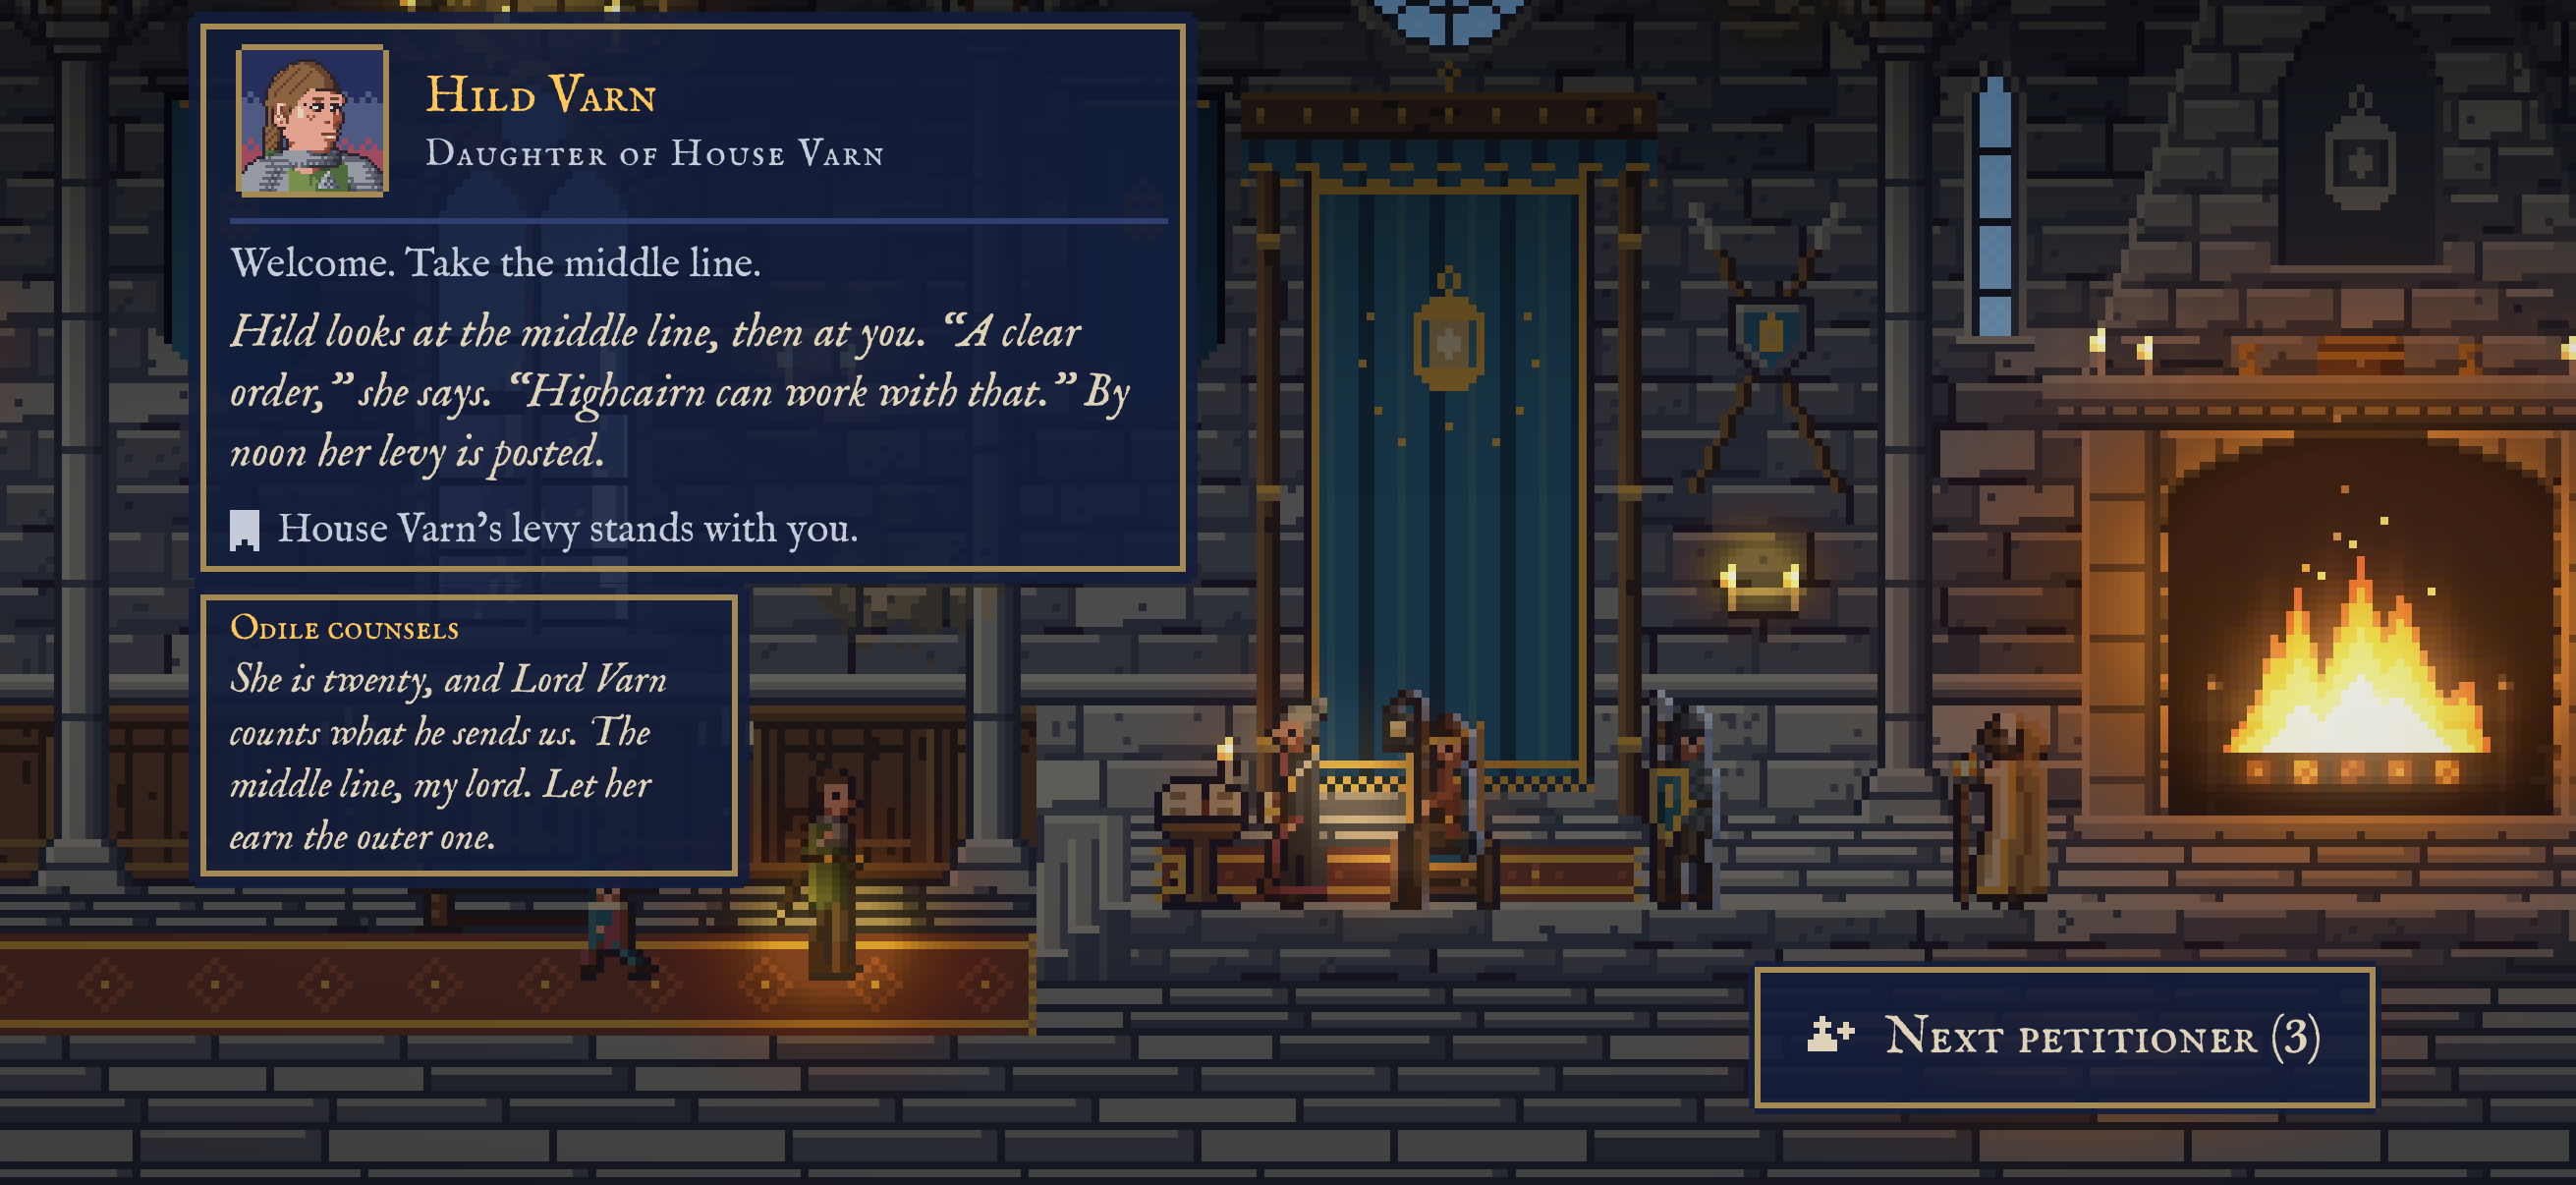 Hild Varn
Daughter of House Varn
Welcome. Take the middle line.
Hild looks at the middle line, then at you. “A clear
order,” she says. “Highcairn can work with that.” By
noon her levy is posted.
House Varn’s levy stands with you.
Odile counsels
She is twenty, and Lord Varn
counts what he sends us. The
middle line, my lord. Let her
earn the outer one.
Next petitioner (3)